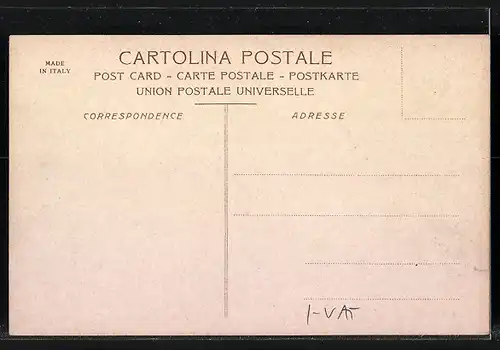 MADE
IN ITALY
CARTOLINA POSTALE
POST CARD - CARTE POSTALE - POSTKARTE
UNION POSTALE UNIVERSELLE
CORRESPONDENCE
ADRESSE
I-VAT